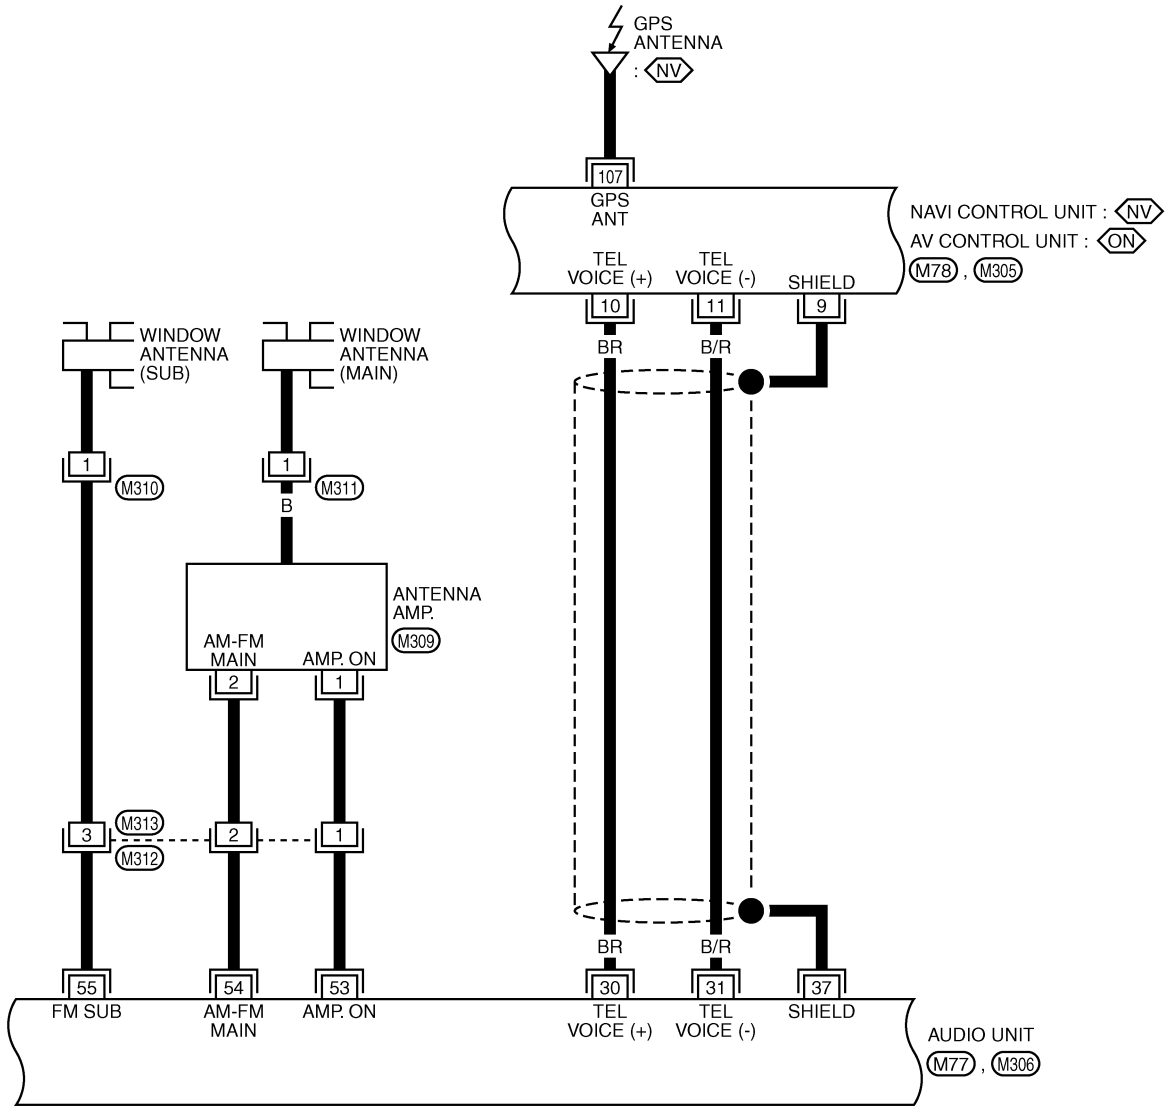 GPS
ANTENNA
: NV
107
GPS
ANT
NAVI CONTROL UNIT : NV
AV CONTROL UNIT : ON
M78 , M305
TEL
VOICE (+)
TEL
VOICE (-)
SHIELD
10
11
9
BR
B/R
WINDOW
ANTENNA
(SUB)
WINDOW
ANTENNA
(MAIN)
1
M310
1
M311
B
ANTENNA
AMP.
M309
AM-FM
MAIN
AMP. ON
2
1
3
M313
M312
2
1
BR
B/R
55
54
53
30
31
37
FM SUB
AM-FM
MAIN
AMP. ON
TEL
VOICE (+)
TEL
VOICE (-)
SHIELD
AUDIO UNIT
M77 , M306